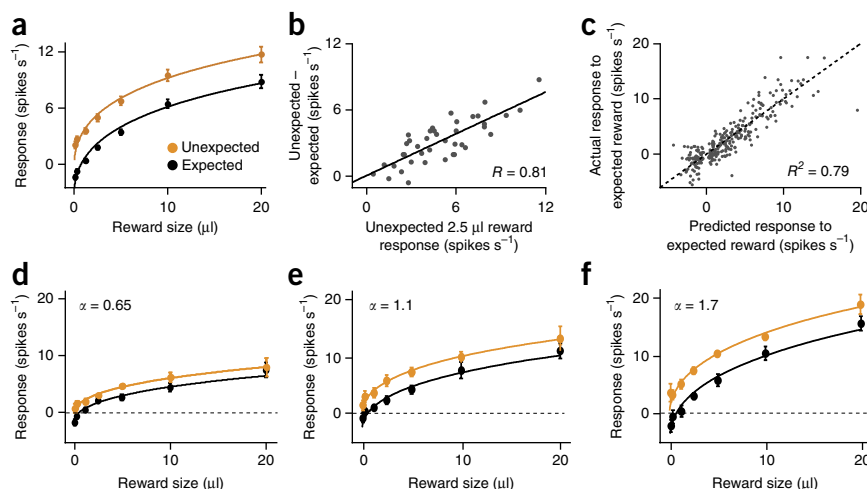 a
Response (spikes s⁻¹)
12
6
0
Unexpected
Expected
0
10
20
Reward size (μl)
b
Unexpected –
expected (spikes s⁻¹)
12
6
0
R = 0.81
0
6
12
Unexpected 2.5 μl reward
response (spikes s⁻¹)
c
Actual response to
expected reward (spikes s⁻¹)
20
10
0
R² = 0.79
0
10
20
Predicted response to
expected reward (spikes s⁻¹)
d
Response (spikes s⁻¹)
20
10
0
α = 0.65
0
10
20
Reward size (μl)
e
Response (spikes s⁻¹)
20
10
0
α = 1.1
0
10
20
Reward size (μl)
f
Response (spikes s⁻¹)
20
10
0
α = 1.7
0
10
20
Reward size (μl)